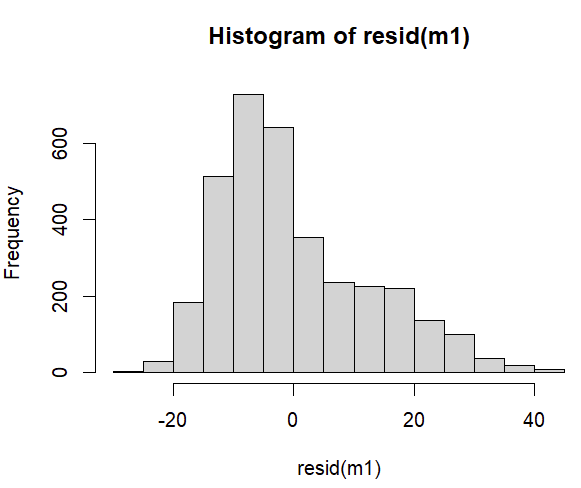 Histogram of resid(m1)
Frequency
600
400
200
0
-20 0 20 40
resid(m1)